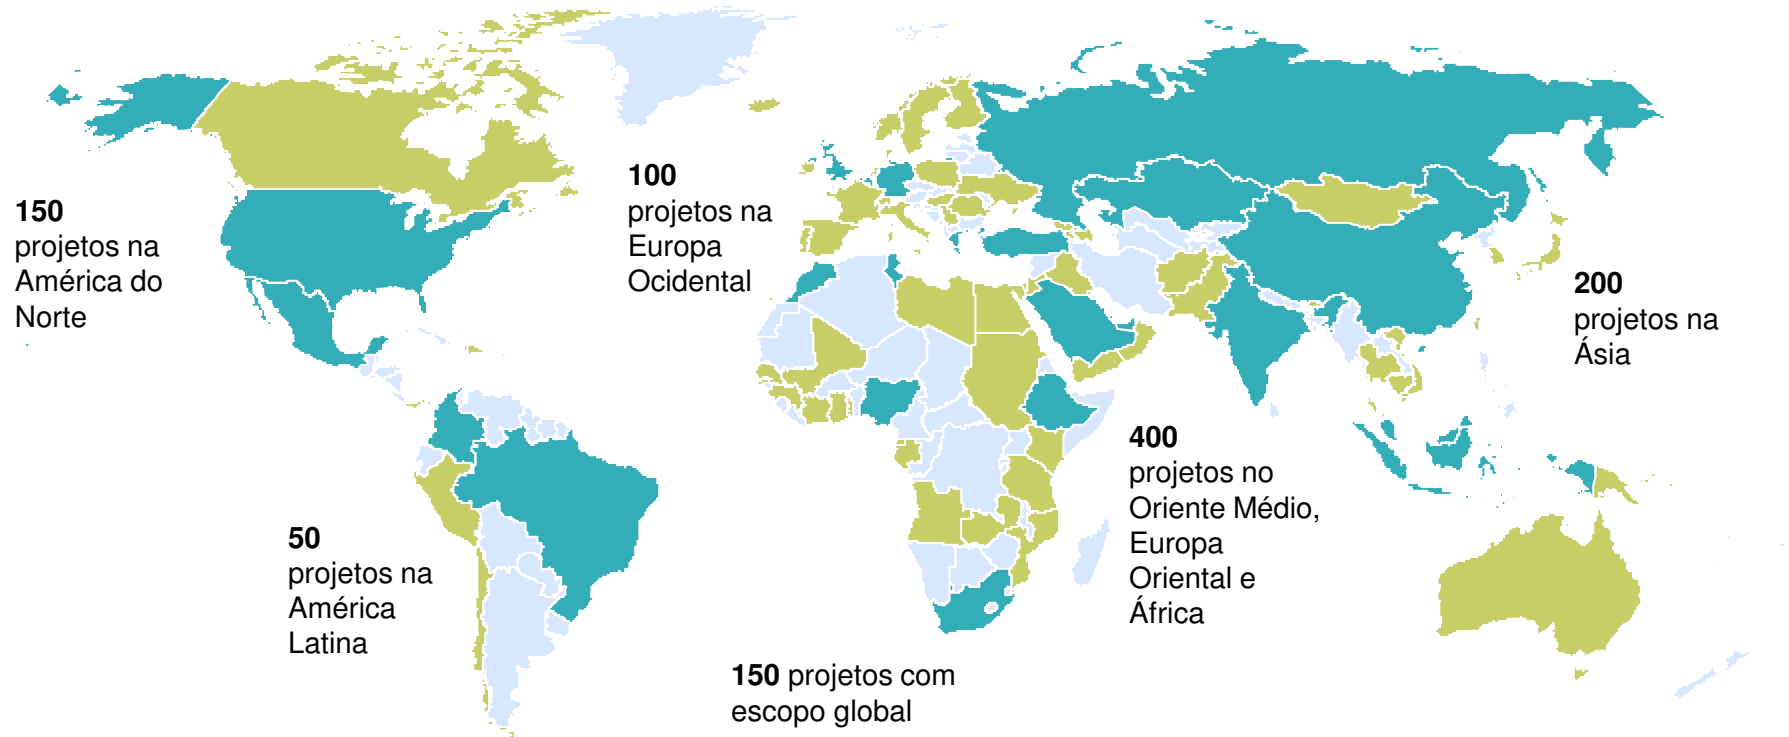 150
projetos na
América do
Norte
100
projetos na
Europa
Ocidental
200
projetos na
Ásia
400
projetos no
Oriente Médio,
Europa
Oriental e
África
50
projetos na
América
Latina
150 projetos com
escopo global